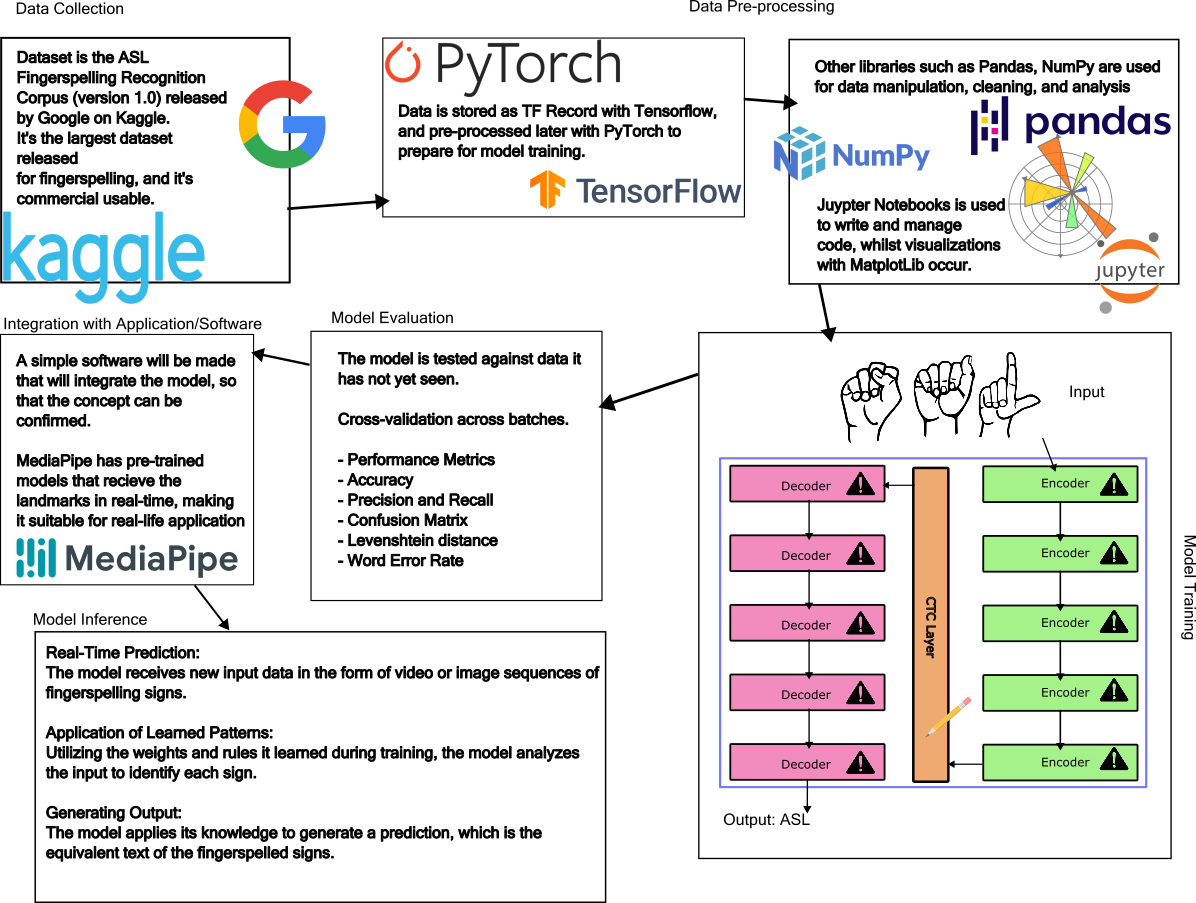 Data Collection
Data Pre-processing
Dataset is the ASL
Fingerspelling Recognition
Corpus (version 1.0) released
by Google on Kaggle.
It's the largest dataset
released
for fingerspelling, and it's
commercial usable.
kaggle
PyTorch
Data is stored as TF Record with Tensorflow,
and pre-processed later with PyTorch to
prepare for model training.
TensorFlow
Other libraries such as Pandas, NumPy are used
for data manipulation, cleaning, and analysis
pandas
NumPy
Juypter Notebooks is used
to write and manage
code, whilst visualizations
with MatplotLib occur.
jupyter
Model Training
Input
Encoder
Encoder
Encoder
Encoder
Encoder
CTC Layer
Decoder
Decoder
Decoder
Decoder
Decoder
Output: ASL
Model Evaluation
The model is tested against data it
has not yet seen.
Cross-validation across batches.
- Performance Metrics
- Accuracy
- Precision and Recall
- Confusion Matrix
- Levenshtein distance
- Word Error Rate
Integration with Application/Software
A simple software will be made
that will integrate the model, so
that the concept can be
confirmed.
MediaPipe has pre-trained
models that recieve the
landmarks in real-time, making
it suitable for real-life application
MediaPipe
Model Inference
Real-Time Prediction:
The model receives new input data in the form of video or image sequences of
fingerspelling signs.
Application of Learned Patterns:
Utilizing the weights and rules it learned during training, the model analyzes
the input to identify each sign.
Generating Output:
The model applies its knowledge to generate a prediction, which is the
equivalent text of the fingerspelled signs.